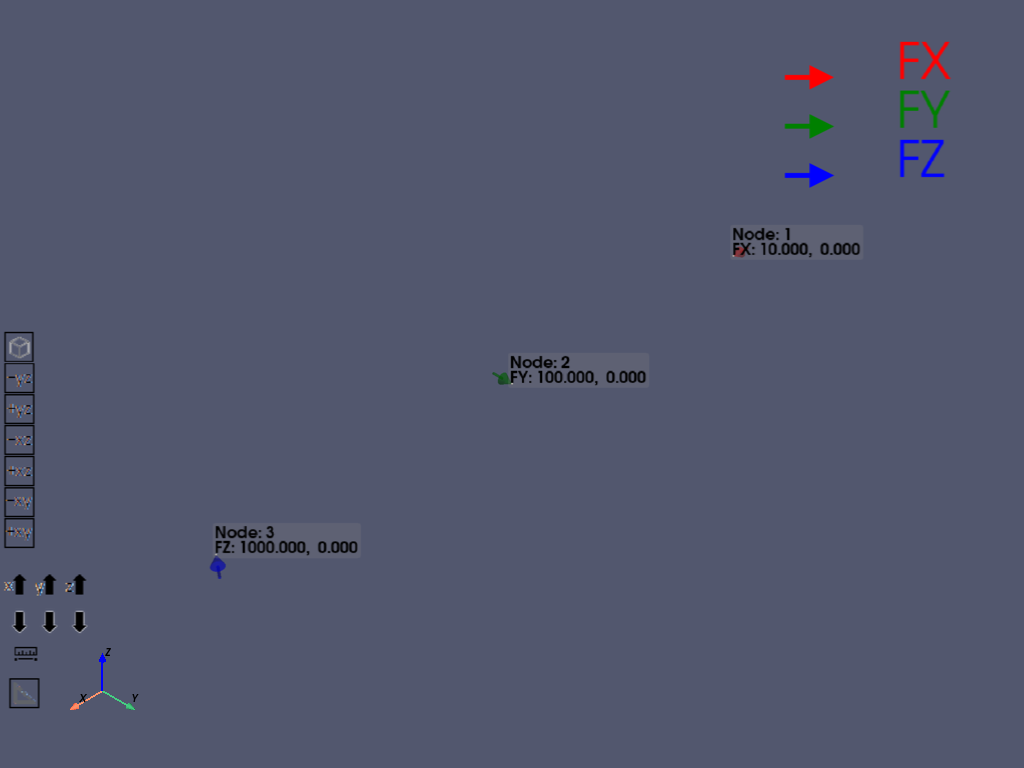 FX
FY
FZ
Node: 1
FX: 10.000, 0.000
Node: 2
FY: 100.000, 0.000
Node: 3
FZ: 1000.000, 0.000
-yz
+yz
-xz
+xz
-xy
+xy
x y z
Z
X Y